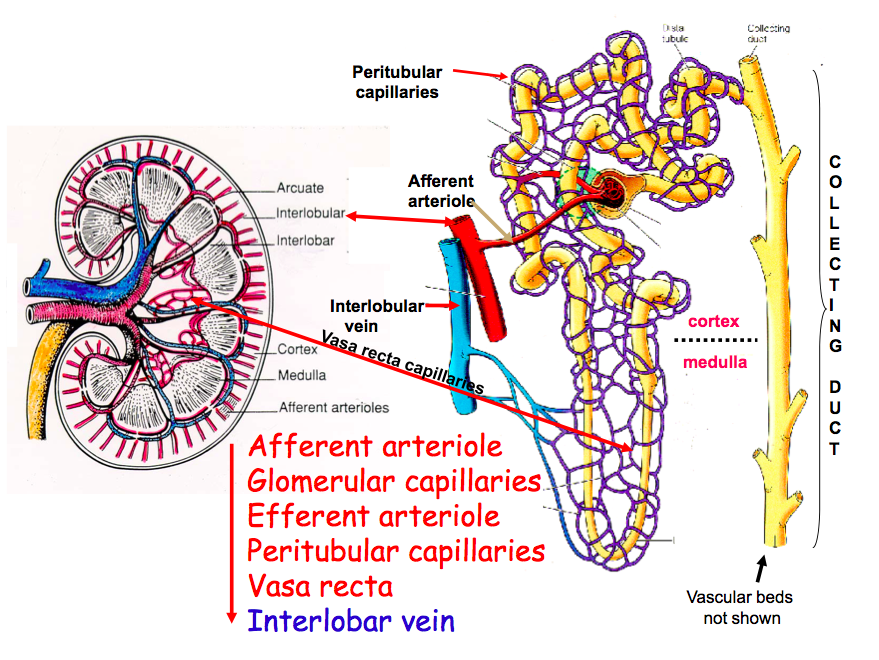 Dista
tubule
Collecting
duct
Peritubular
capillaries
Afferent
arteriole
Arcuate
Interlobular
Interlobar
Cortex
Medulla
Afferent arterioles
Interlobular
vein
Vasa recta capillaries
cortex
medulla
COLLECTING DUCT
Afferent arteriole
Glomerular capillaries
Efferent arteriole
Peritubular capillaries
Vasa recta
Interlobar vein
Vascular beds
not shown